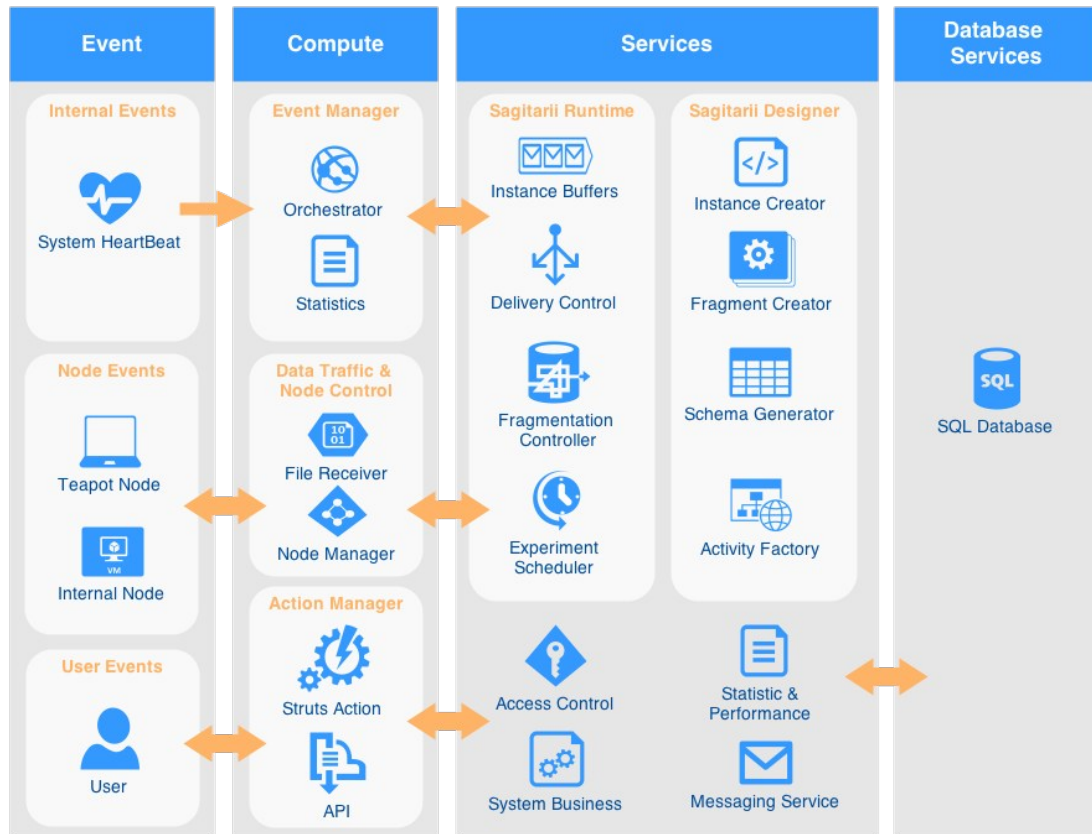 Event
Compute
Services
Database
Services
Internal Events
System HeartBeat
Node Events
Teapot Node
VM
Internal Node
User Events
User
Event Manager
Orchestrator
Statistics
Data Traffic &
Node Control
10
01
File Receiver
Node Manager
Action Manager
Struts Action
API
Sagitarii Runtime
Instance Buffers
Delivery Control
Fragmentation
Controller
Experiment
Scheduler
Sagitarii Designer
</>
Instance Creator
Fragment Creator
Schema Generator
Activity Factory
Access Control
System Business
Statistic &
Performance
Messaging Service
SQL
SQL Database